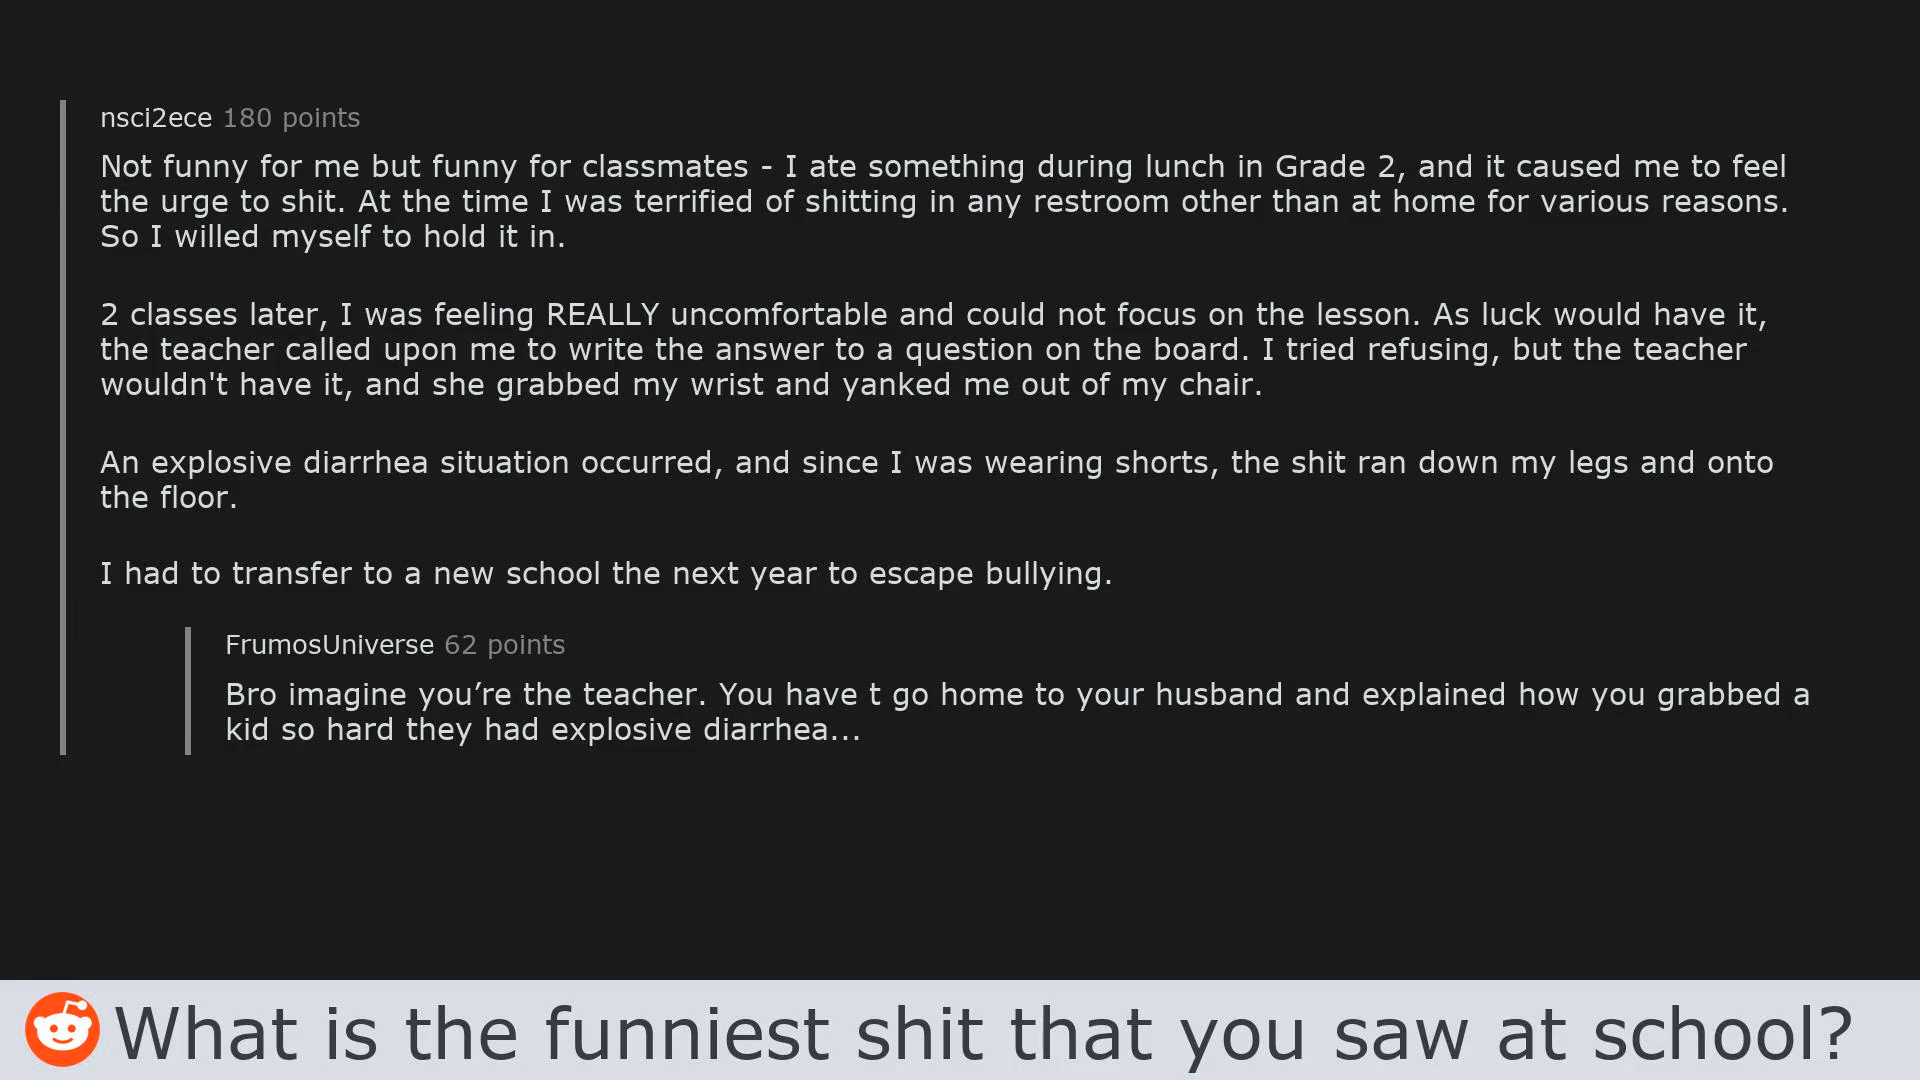 nsci2ece 180 points
Not funny for me but funny for classmates - I ate something during lunch in Grade 2, and it caused me to feel
the urge to shit. At the time I was terrified of shitting in any restroom other than at home for various reasons.
So I willed myself to hold it in.
2 classes later, I was feeling REALLY uncomfortable and could not focus on the lesson. As luck would have it,
the teacher called upon me to write the answer to a question on the board. I tried refusing, but the teacher
wouldn't have it, and she grabbed my wrist and yanked me out of my chair.
An explosive diarrhea situation occurred, and since I was wearing shorts, the shit ran down my legs and onto
the floor.
I had to transfer to a new school the next year to escape bullying.
FrumosUniverse 62 points
Bro imagine you’re the teacher. You have t go home to your husband and explained how you grabbed a
kid so hard they had explosive diarrhea...
What is the funniest shit that you saw at school?